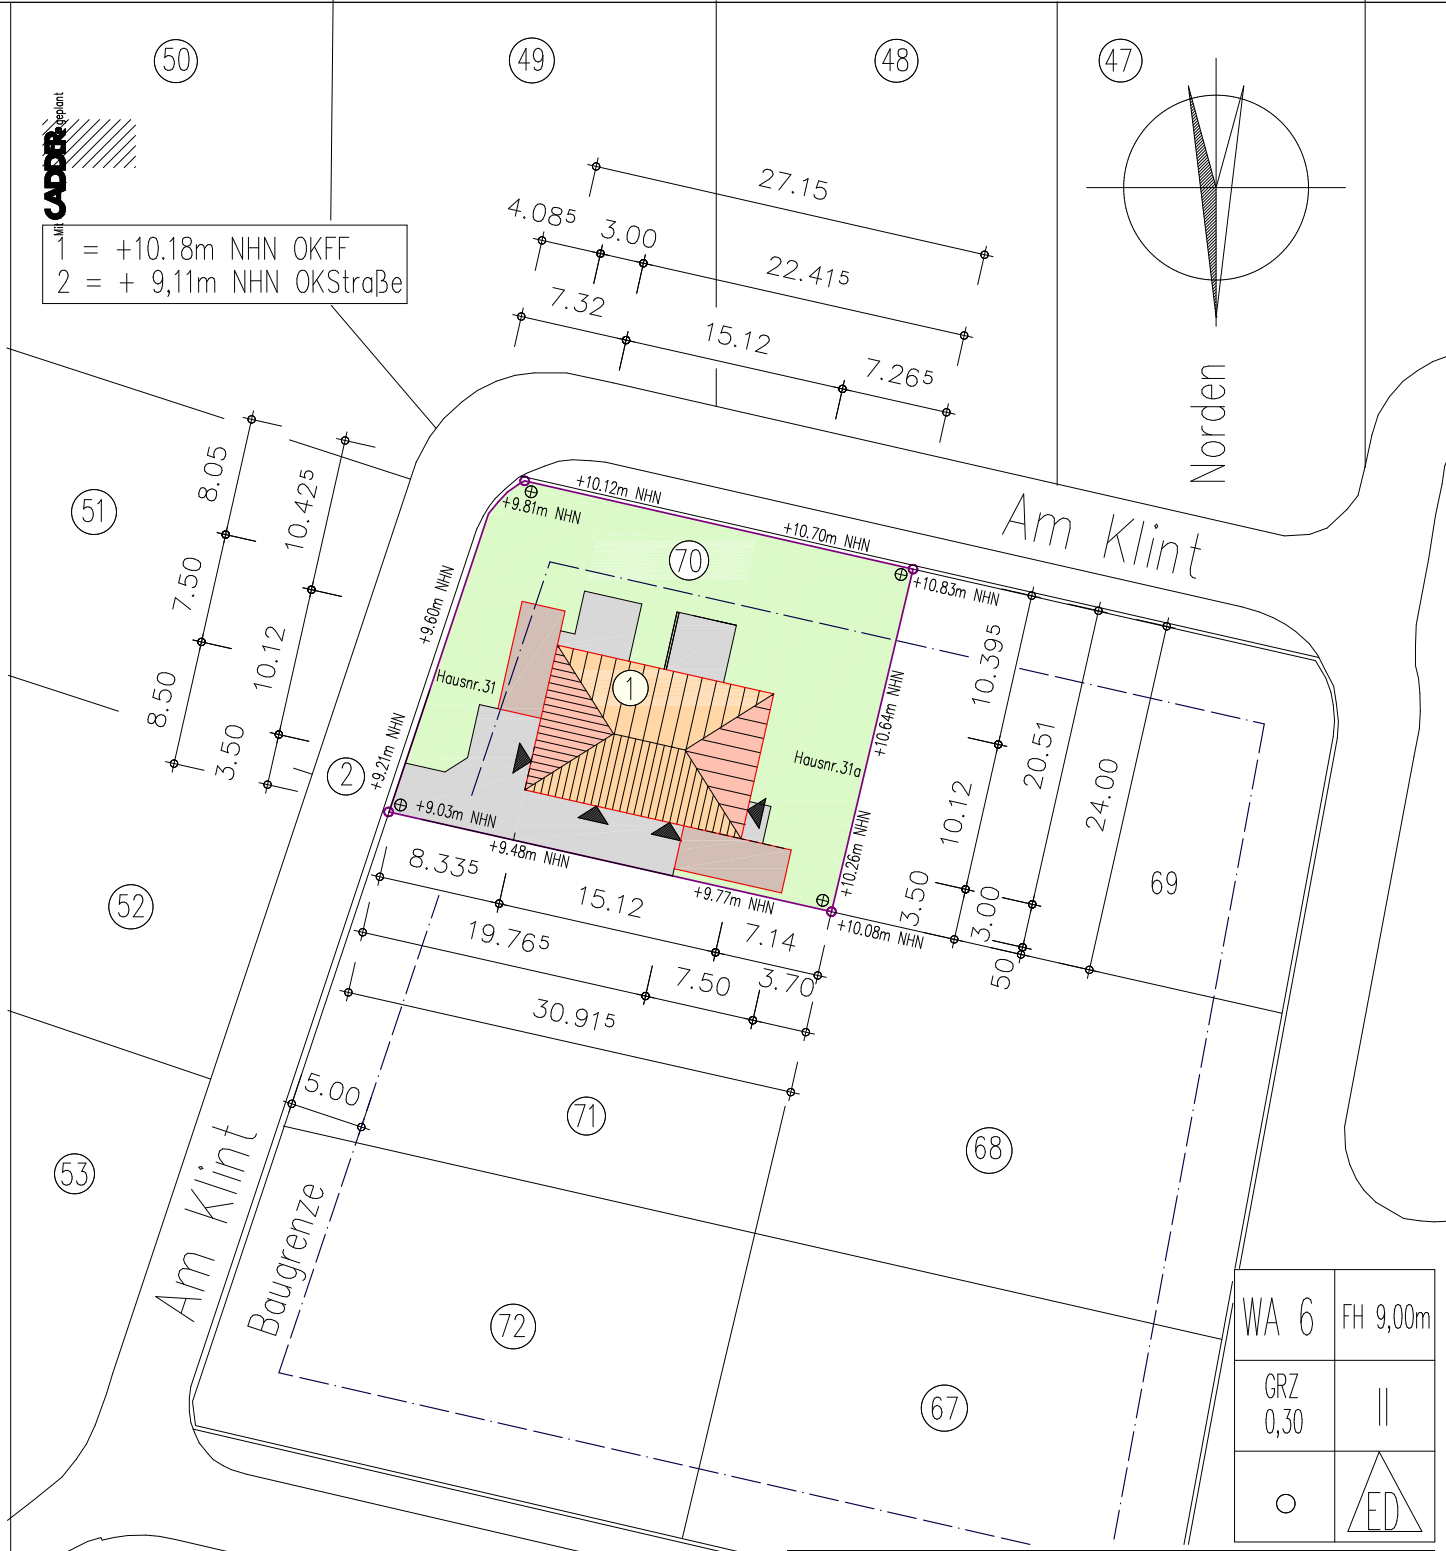 50
49
48
47
Mit CADDER geplant
1 = +10.18m NHN OKFF
2 = + 9,11m NHN OKStraße
27.15
4.08⁵
3.00
22.41⁵
7.32
15.12
7.26⁵
Norden
51
8.05
7.50
8.50
10.42⁵
10.12
3.50
+10.12m NHN
+9.81m NHN
+10.70m NHN
Am Klint
70
+10.83m NHN
+9.60m NHN
Hausnr.31
1
+10.64m NHN
Hausnr.31a
10.39⁵
20.51
24.00
10.12
2
+9.21m NHN
+9.03m NHN
+9.48m NHN
+10.26m NHN
+9.77m NHN
+10.08m NHN
3.50
3.00
50
69
52
8.33⁵
15.12
7.14
19.76⁵
7.50
3.70
30.91⁵
5.00
71
68
53
Am Klint
Baugrenze
72
67
WA 6
FH 9,00m
GRZ
0,30
II
ED